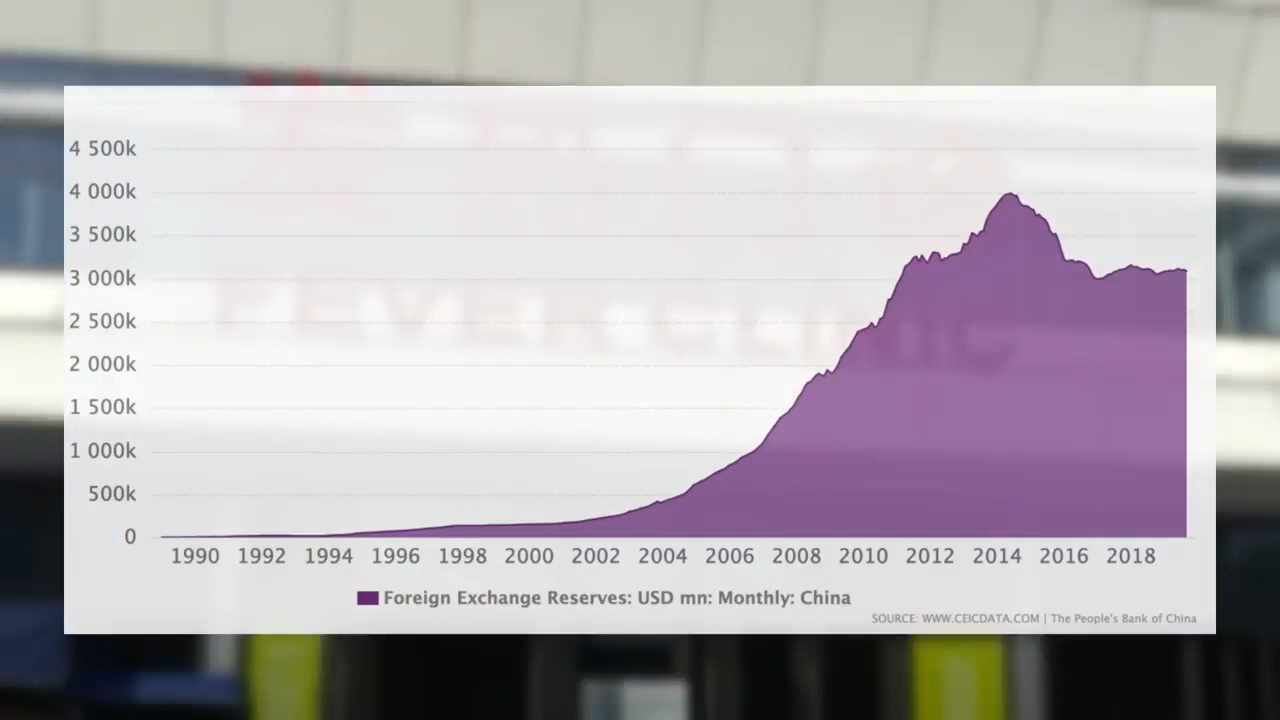 4 500k
4 000k
3 500k
3 000k
2 500k
2 000k
1 500k
1 000k
500k
0
1990 1992 1994 1996 1998 2000 2002 2004 2006 2008 2010 2012 2014 2016 2018
Foreign Exchange Reserves: USD mn: Monthly: China
SOURCE: WWW.CEICDATA.COM | The People's Bank of China
FEVER CLINIC